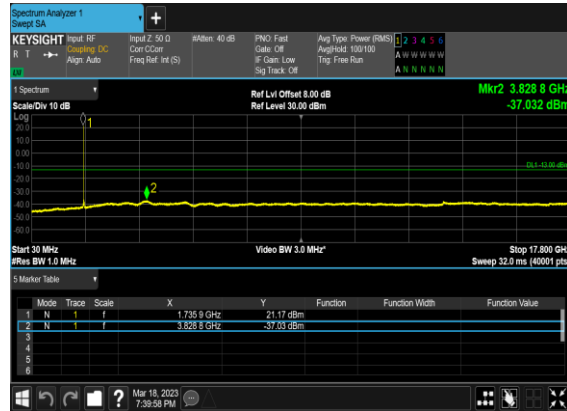 Spectrum Analyzer 1
Swept SA
+
KEYSIGHT
R T
Input: RF
Coupling: DC
Align: Auto
Input Z: 50 Ω
Corr CCorr
Freq Ref: Int (S)
#Atten: 40 dB
PNO: Fast
Gate: Off
IF Gain: Low
Sig Track: Off
Avg Type: Power (RMS)
Avg|Hold: 100/100
Trig: Free Run
1 2 3 4 5 6
A W W W W W
A N N N N N
1 Spectrum
Scale/Div 10 dB
Ref Lvl Offset 8.00 dB
Ref Level 30.00 dBm
Mkr2 3.828 8 GHz
-37.032 dBm
Log
20.0
10.0
0.00
-10.0
-20.0
-30.0
-40.0
-50.0
-60.0
1
2
DL1 -13.00 dBm
Start 30 MHz
#Res BW 1.0 MHz
Video BW 3.0 MHz*
Stop 17.800 GHz
Sweep 32.0 ms (40001 pts)
5 Marker Table
Mode Trace Scale X Y Function Function Width Function Value
1 N 1 f 1.735 9 GHz 21.17 dBm
2 N 1 f 3.828 8 GHz -37.03 dBm
3
4
5
6
?
Mar 18, 2023
7:39:58 PM